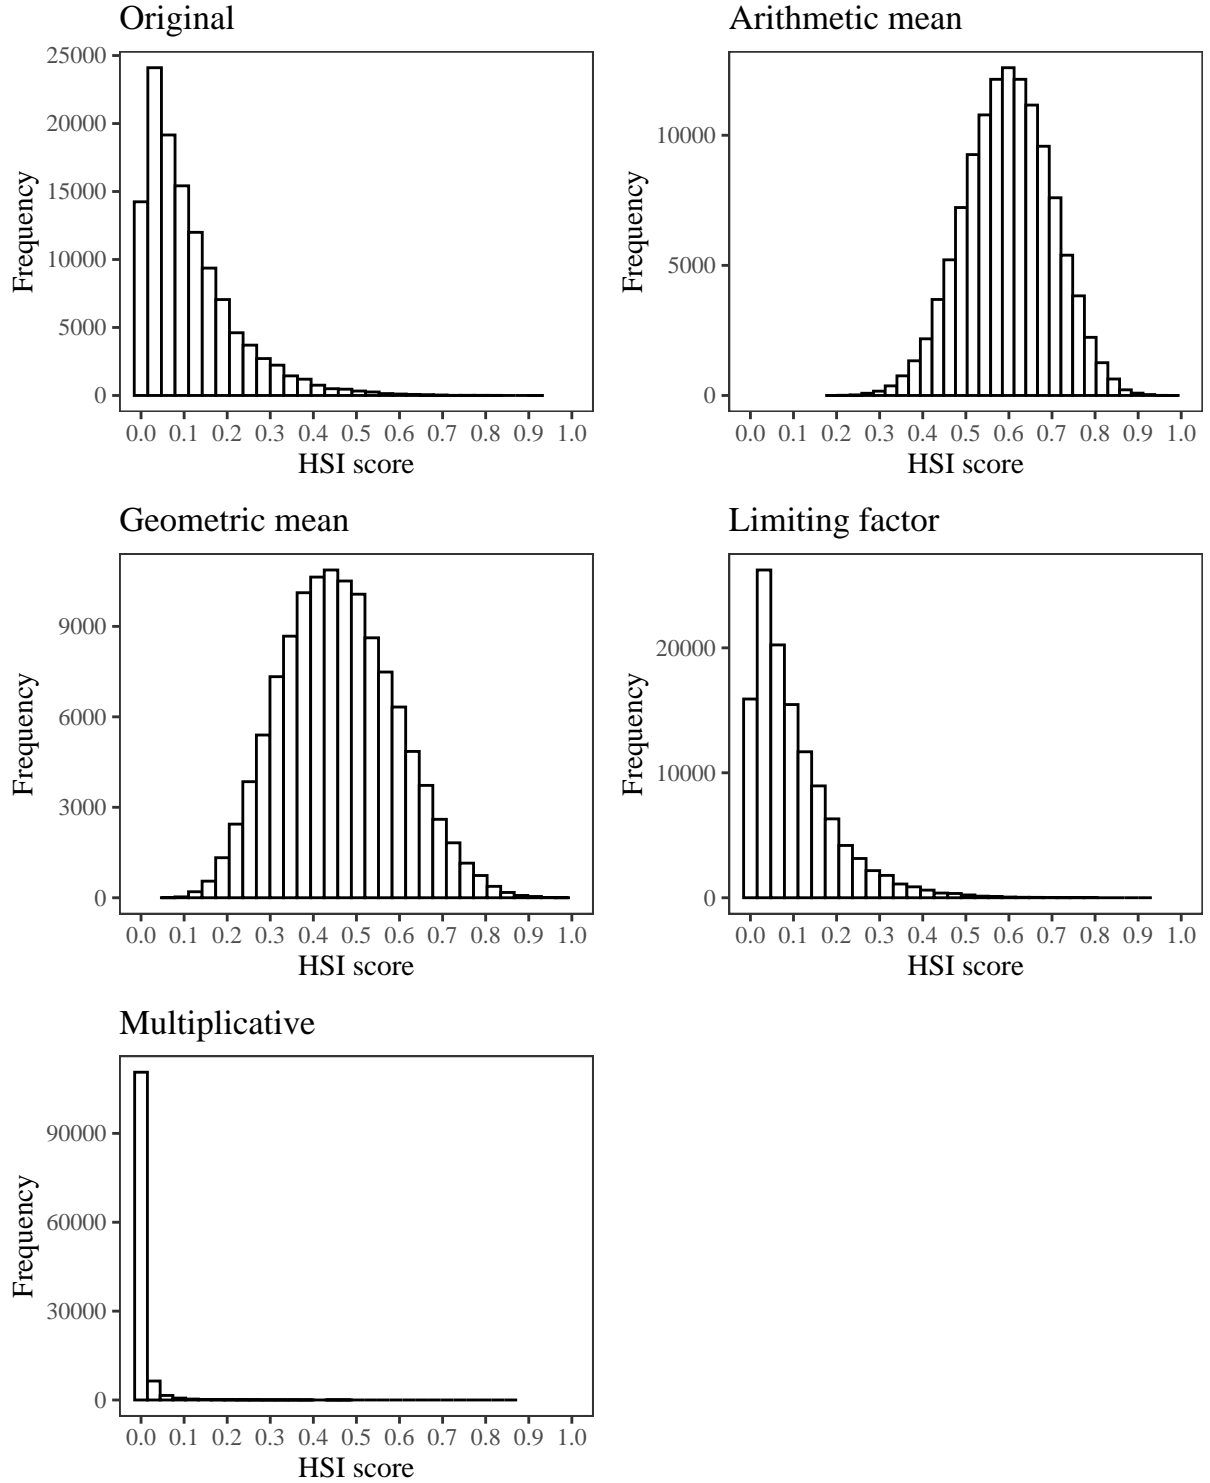 Original
Frequency
25000
20000
15000
10000
5000
0
0.0 0.1 0.2 0.3 0.4 0.5 0.6 0.7 0.8 0.9 1.0
HSI score
Arithmetic mean
Frequency
10000
5000
0
0.0 0.1 0.2 0.3 0.4 0.5 0.6 0.7 0.8 0.9 1.0
HSI score
Geometric mean
Frequency
9000
6000
3000
0
0.0 0.1 0.2 0.3 0.4 0.5 0.6 0.7 0.8 0.9 1.0
HSI score
Limiting factor
Frequency
20000
10000
0
0.0 0.1 0.2 0.3 0.4 0.5 0.6 0.7 0.8 0.9 1.0
HSI score
Multiplicative
Frequency
90000
60000
30000
0
0.0 0.1 0.2 0.3 0.4 0.5 0.6 0.7 0.8 0.9 1.0
HSI score